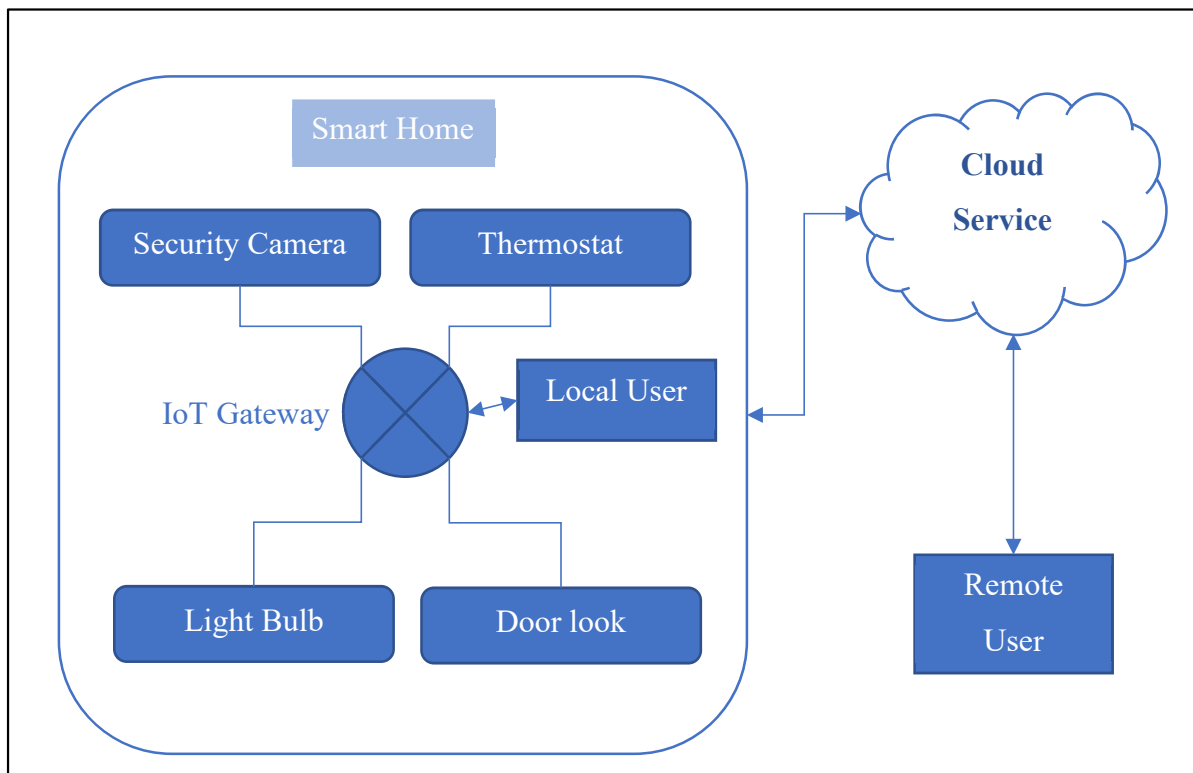 Smart Home
Security Camera
Thermostat
Cloud
Service
IoT Gateway
Local User
Light Bulb
Door look
Remote
User